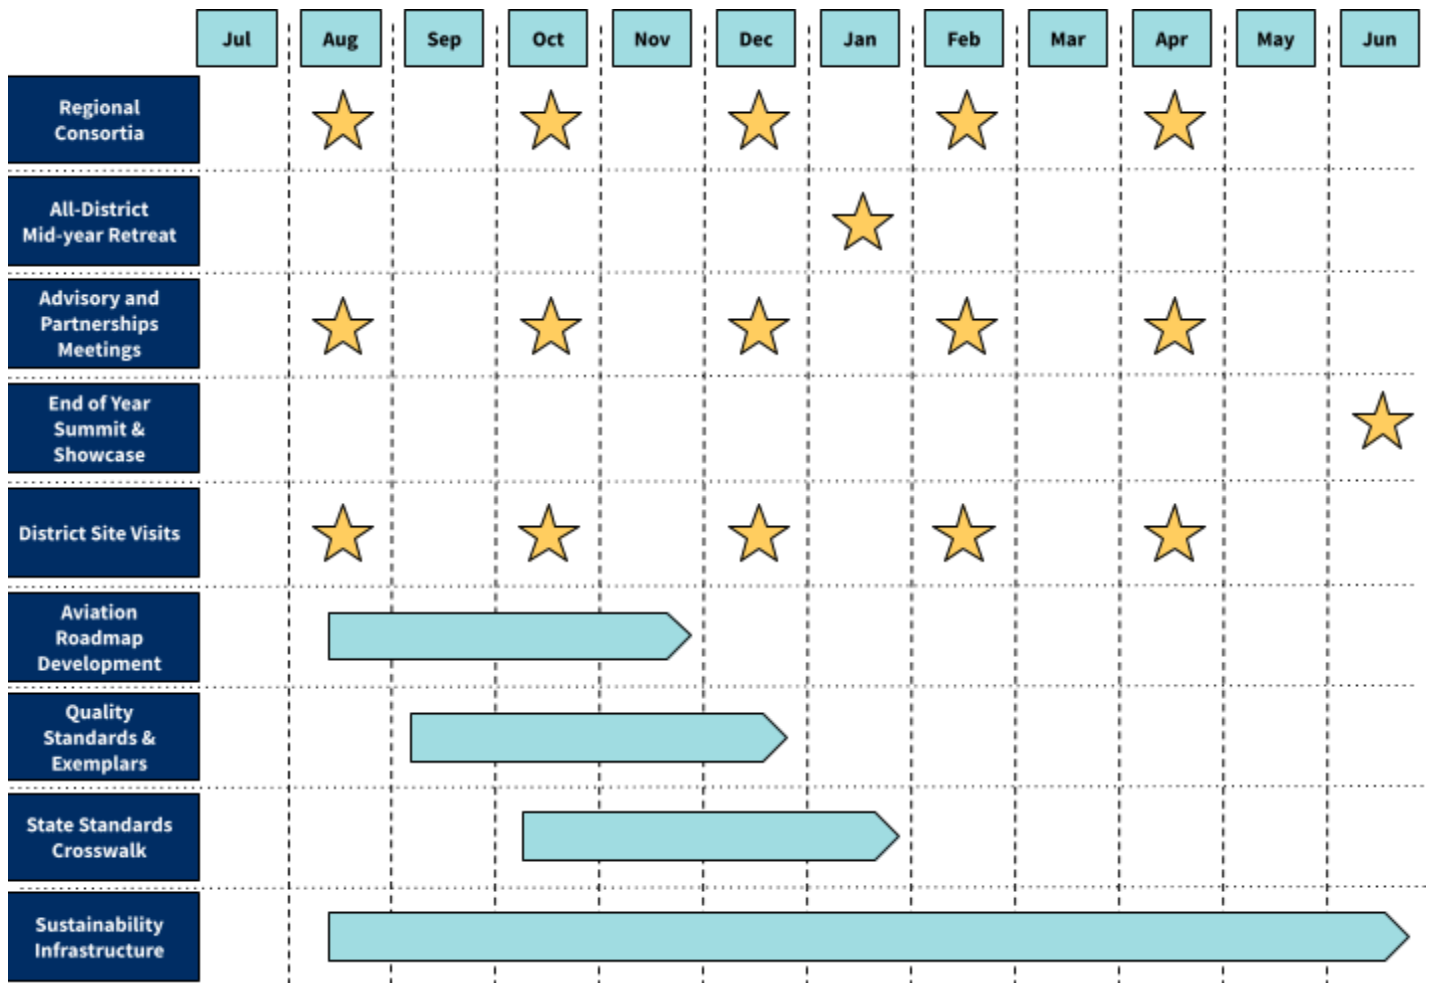 Jul Aug Sep Oct Nov Dec Jan Feb Mar Apr May Jun
Regional
Consortia
All-District
Mid-year Retreat
Advisory and
Partnerships
Meetings
End of Year
Summit &
Showcase
District Site Visits
Aviation
Roadmap
Development
Quality
Standards &
Exemplars
State Standards
Crosswalk
Sustainability
Infrastructure